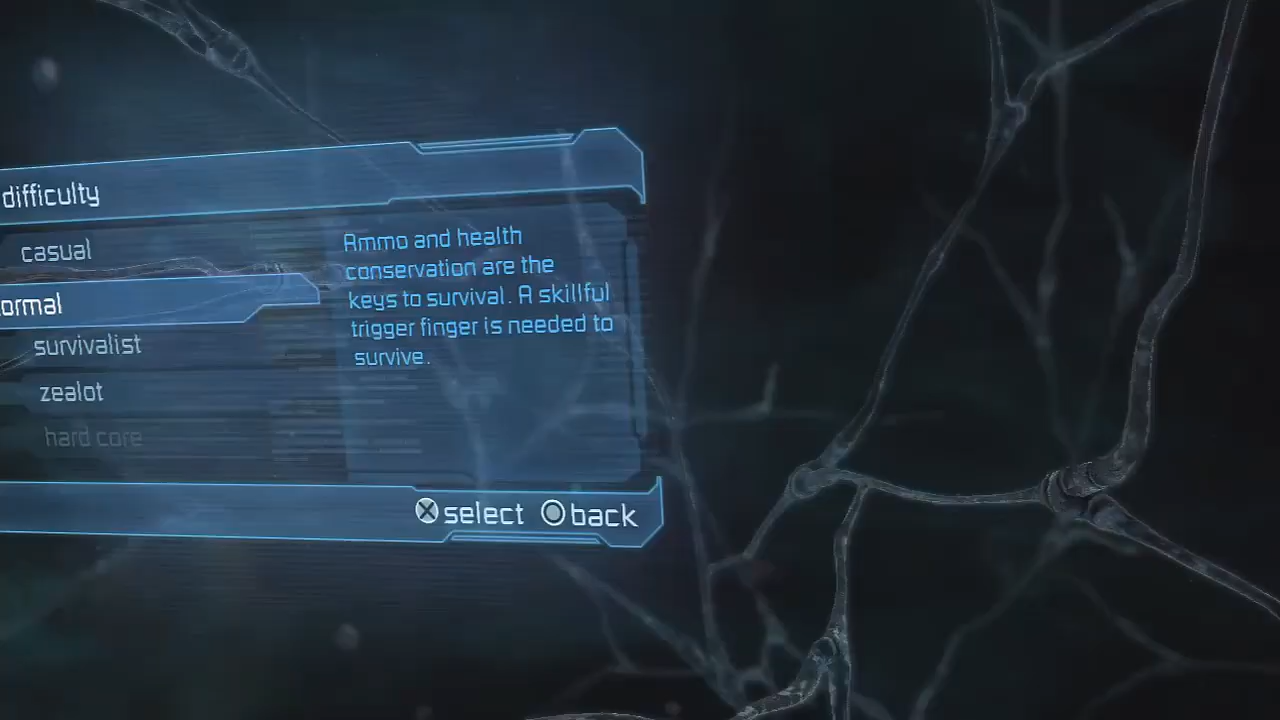 difficulty
casual
ormal
survivalist
zealot
hard core
Ammo and health
conservation are the
keys to survival. A skillful
trigger finger is needed to
survive.
select back